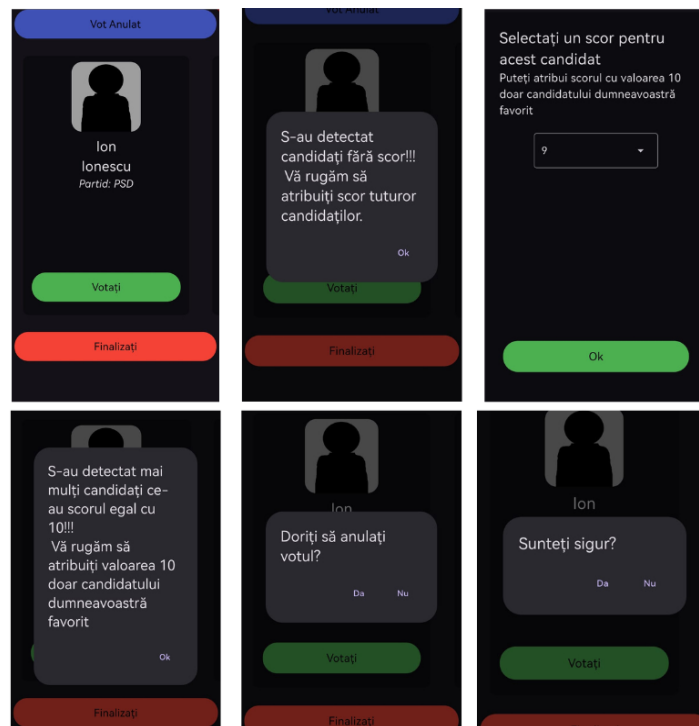 Vot Anulat
Ion
Ionescu
Partid: PSD
Votați
Finalizați
Vot Anulat
S-au detectat
candidați fără scor!!!
Vă rugăm să
atribuiți scor tuturor
candidaților.
Ok
Votați
Finalizați
Selectați un scor pentru
acest candidat
Puteți atribui scorul cu valoarea 10
doar candidatului dumneavoastră
favorit
9
Ok
S-au detectat mai
mulți candidați ce-
au scorul egal cu
10!!!
Vă rugăm să
atribuiți valoarea 10
doar candidatului
dumneavoastră
favorit
Ok
Finalizați
Ion
Doriți să anulați
votul?
Da Nu
Votați
Finalizați
Ion
Sunteți sigur?
Da Nu
Votați